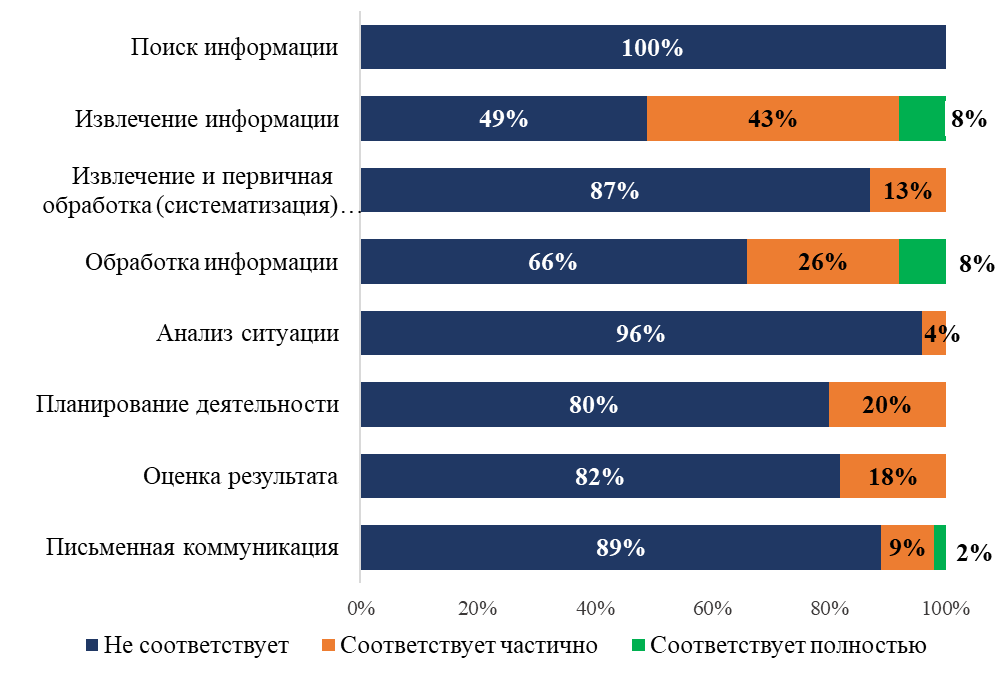 Поиск информации
100%
Извлечение информации
49% 43% 8%
Извлечение и первичная
обработка (систематизация)…
87% 13%
Обработка информации
66% 26% 8%
Анализ ситуации
96% 4%
Планирование деятельности
80% 20%
Оценка результата
82% 18%
Письменная коммуникация
89% 9% 2%
0% 20% 40% 60% 80% 100%
Не соответствует Соответствует частично Соответствует полностью